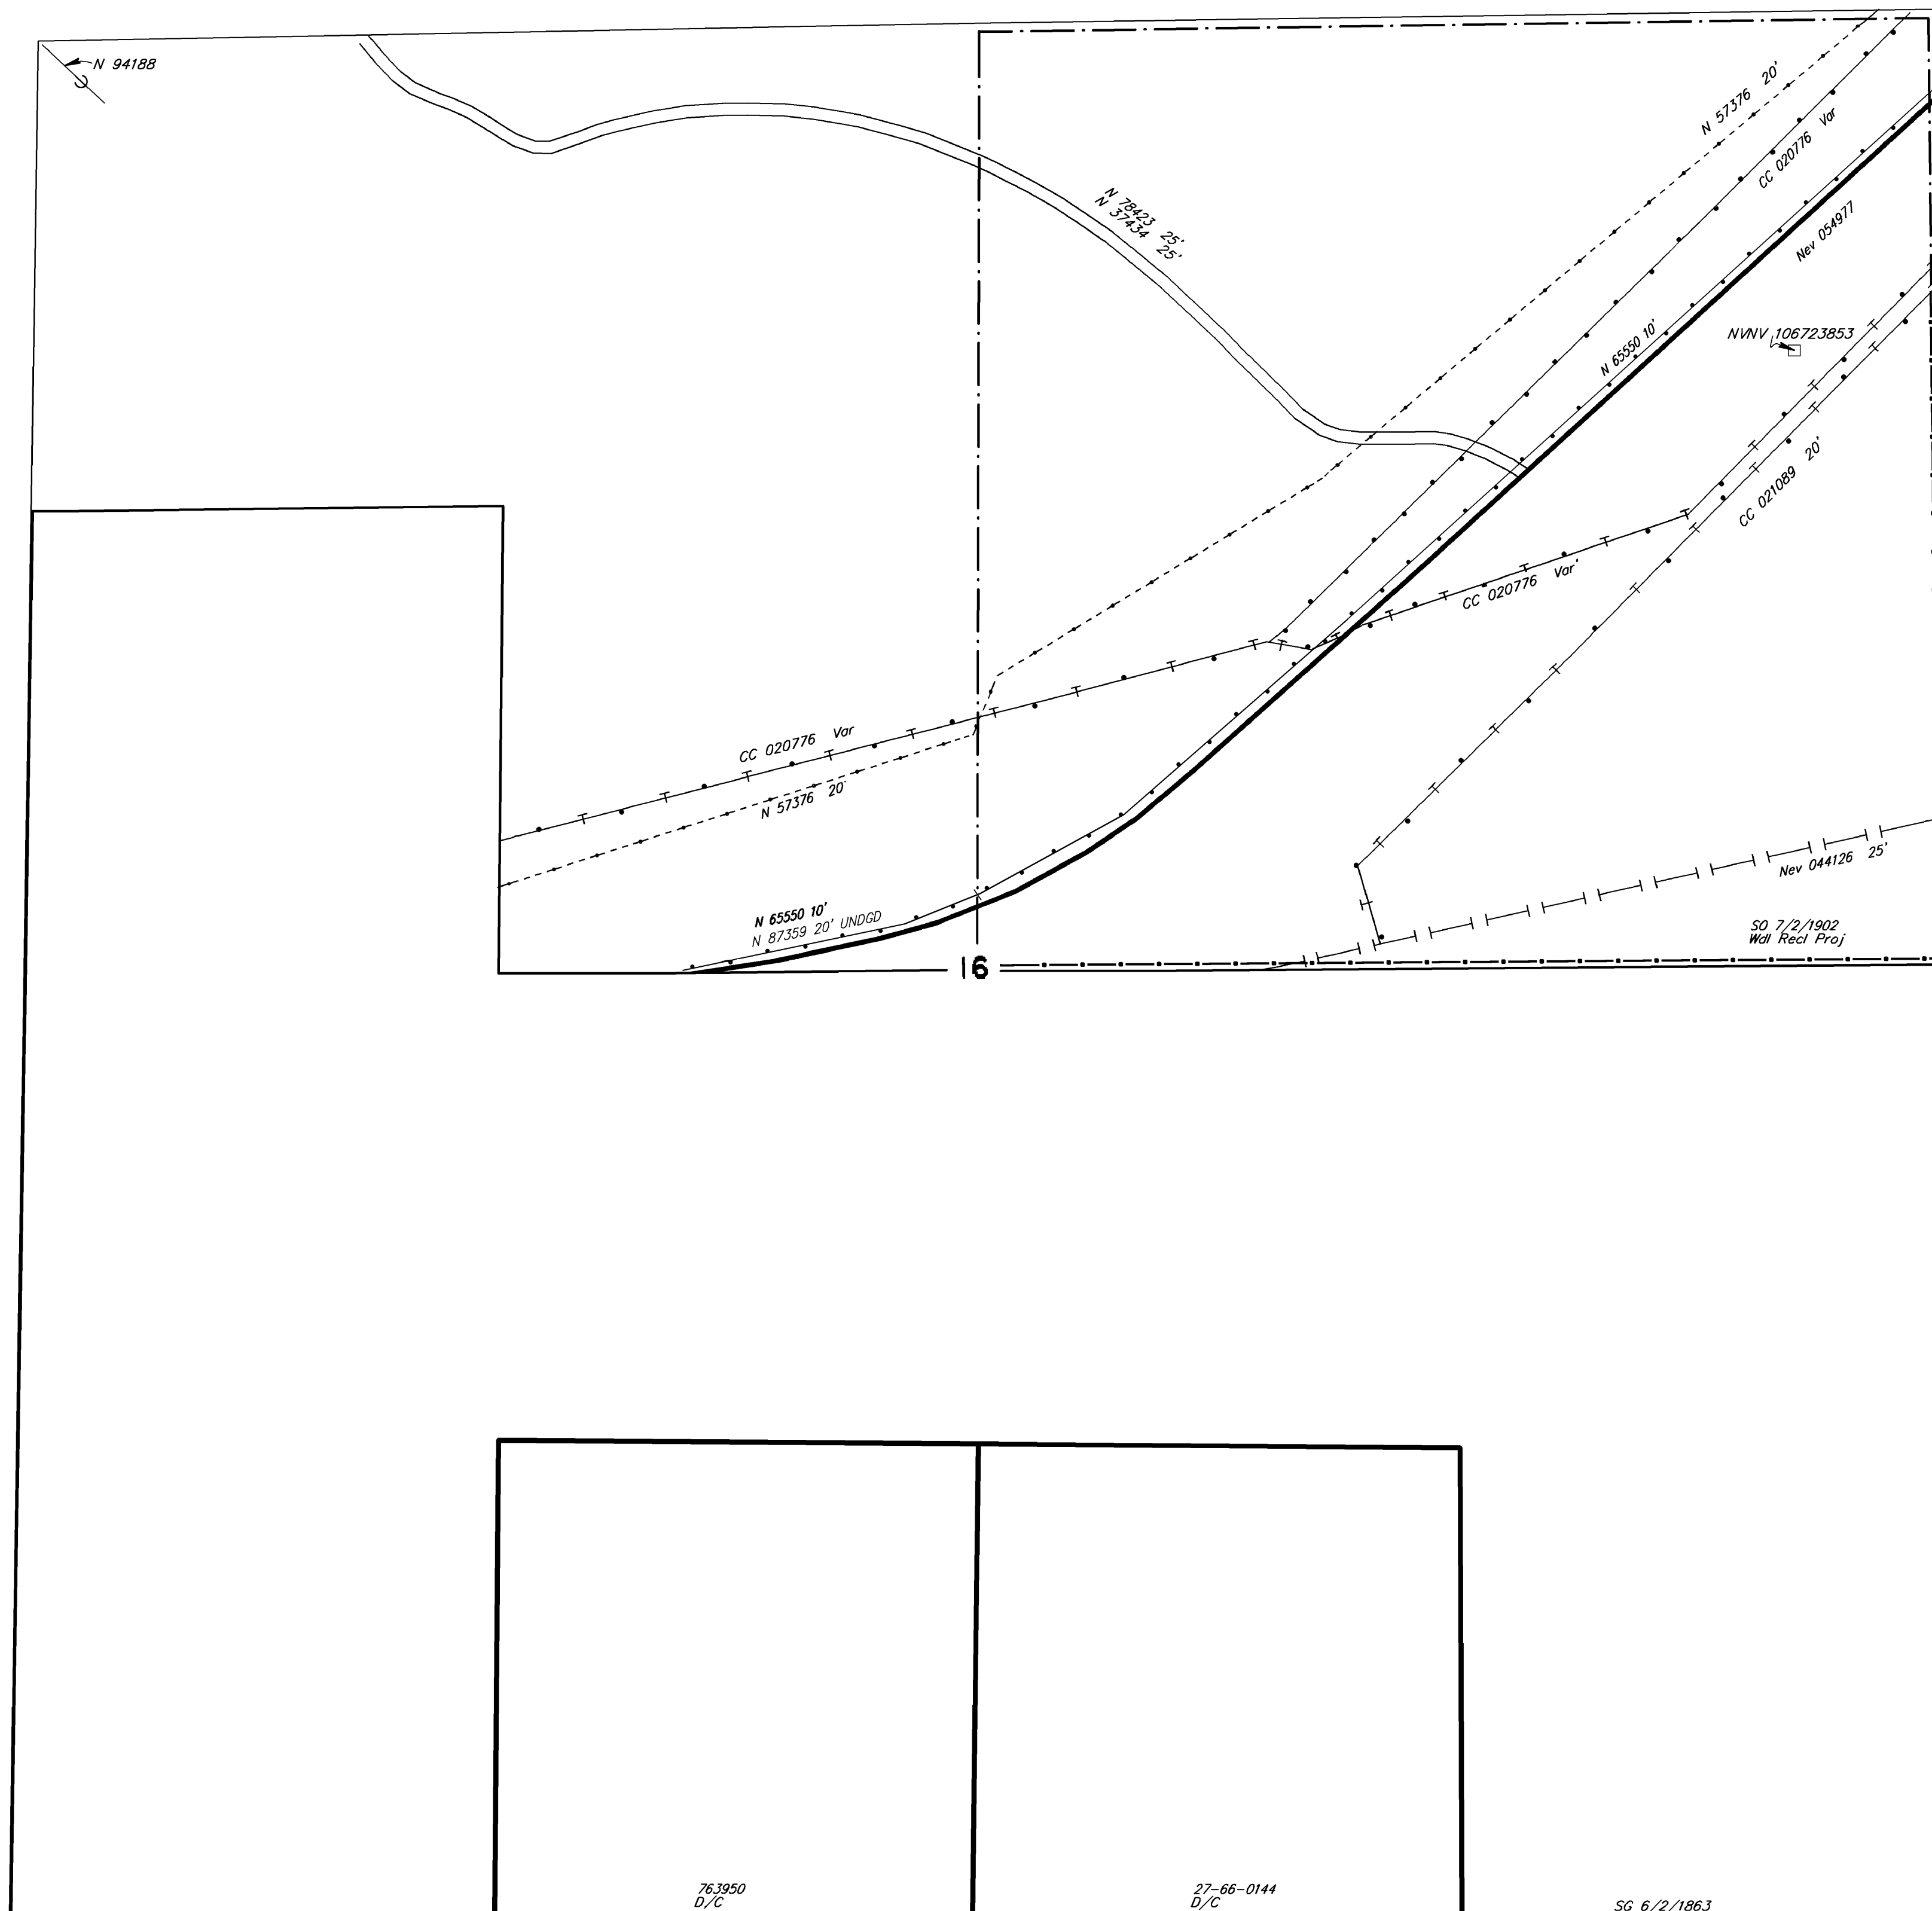 N 94188
N 57376 20'
CC 020776 Var
N 78423 25'
N 37434 25'
Nev 054977
NVNV 106723853
N 65550 10'
CC 021089 20'
CC 020776 Var'
CC 020776 Var
N 57376 20'
Nev 044126 25'
N 65550 10'
N 87359 20' UNDGD
SO 7/2/1902
Wdl Recl Proj
16
763950
D/C
27-66-0144
D/C
SG 6/2/1863